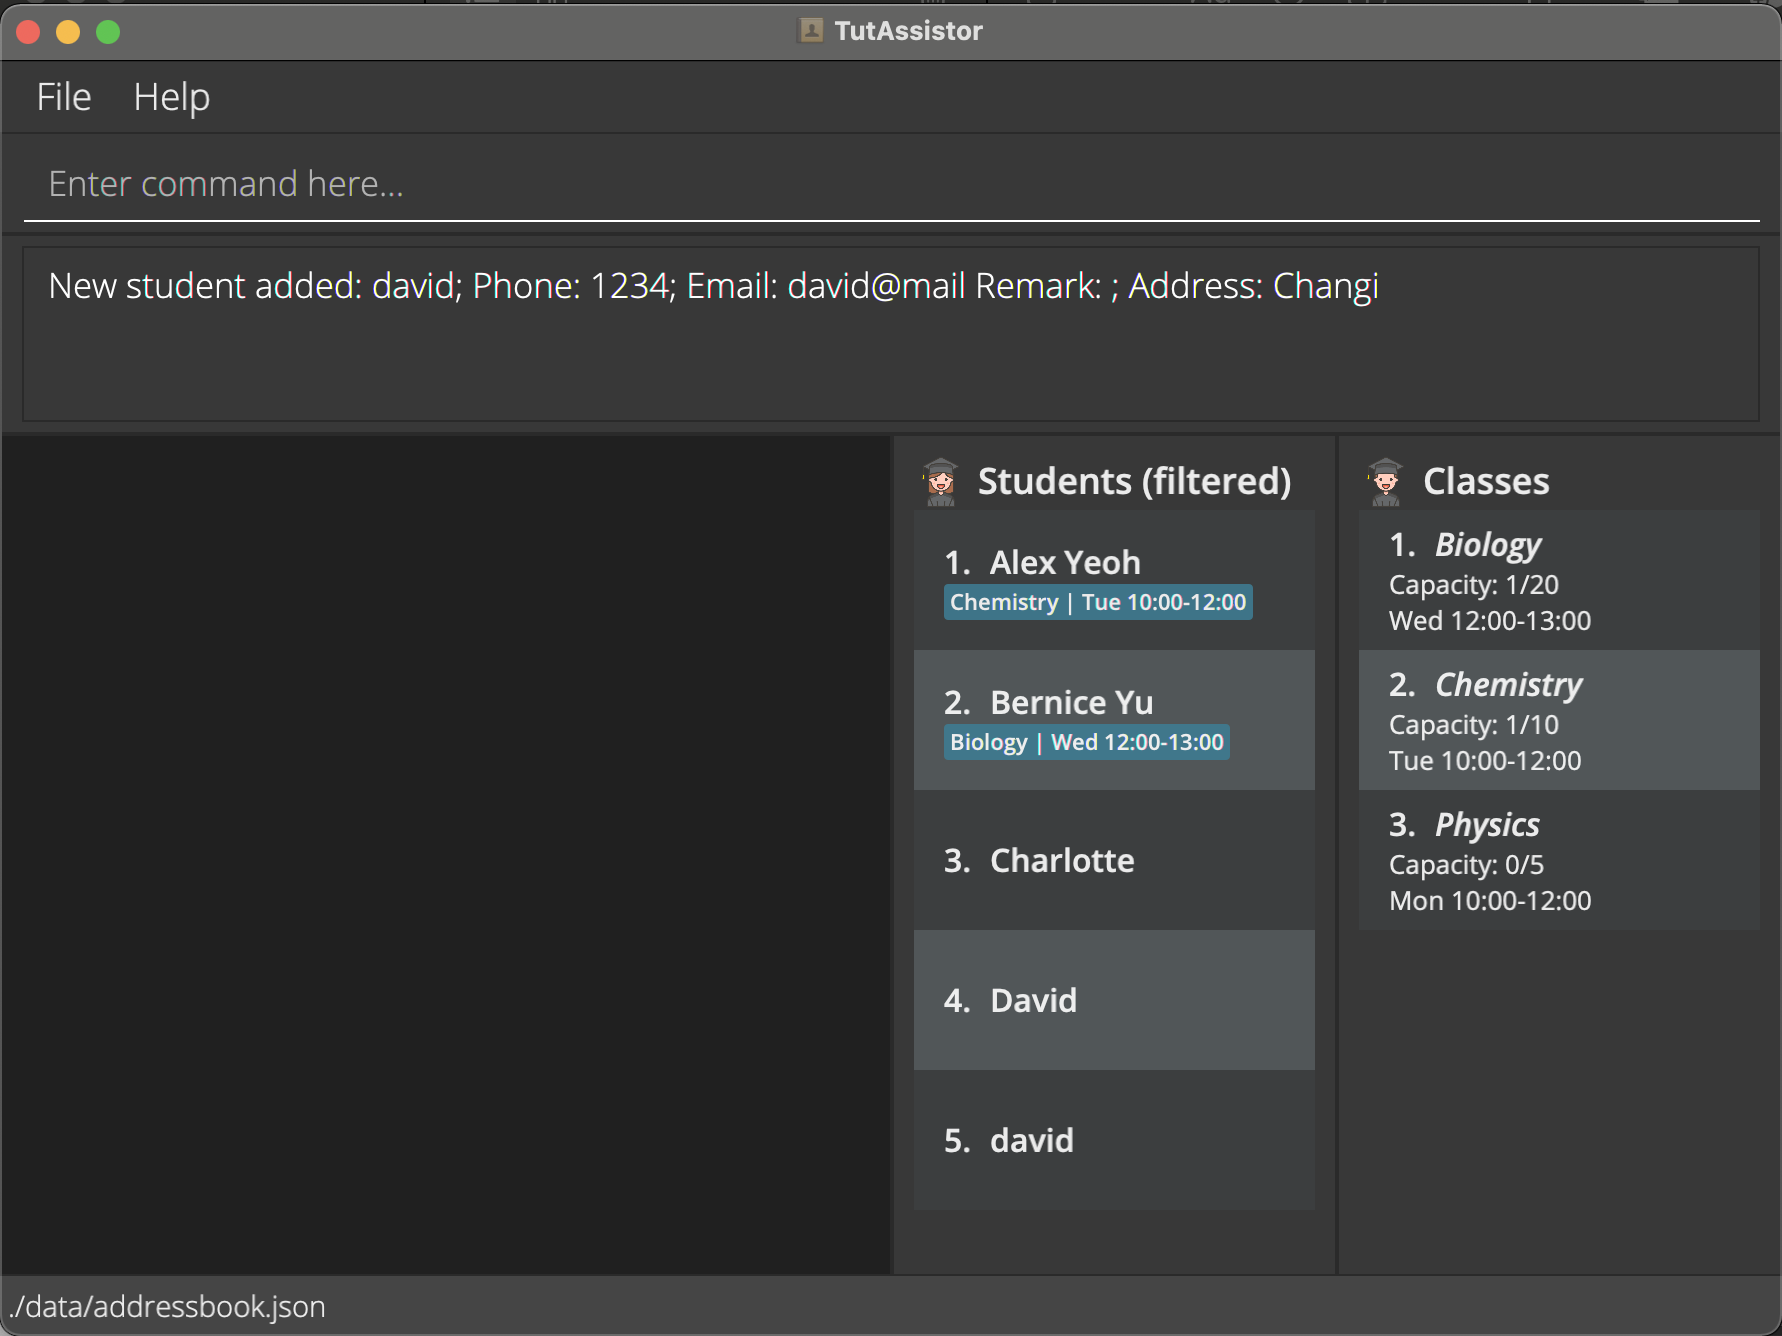 TutAssistor
File Help
Enter command here...
New student added: david; Phone: 1234; Email: david@mail Remark: ; Address: Changi
Students (filtered)
1. Alex Yeoh
Chemistry | Tue 10:00-12:00
2. Bernice Yu
Biology | Wed 12:00-13:00
3. Charlotte
4. David
5. david
Classes
1. Biology
Capacity: 1/20
Wed 12:00-13:00
2. Chemistry
Capacity: 1/10
Tue 10:00-12:00
3. Physics
Capacity: 0/5
Mon 10:00-12:00
./data/addressbook.json